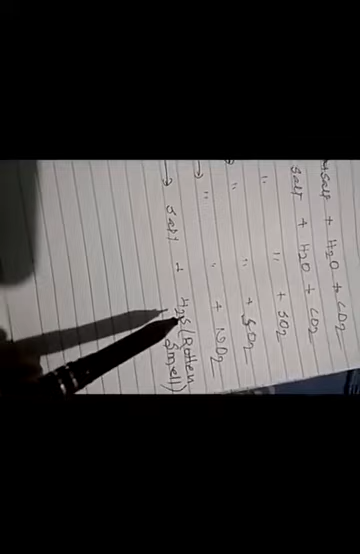 → Salt + H2O + CO2
Salt + H2O + CO2
" " + SO2
" " + SO2
→ " " + NO2
→ Salt + H2S (Rotten
Smell)